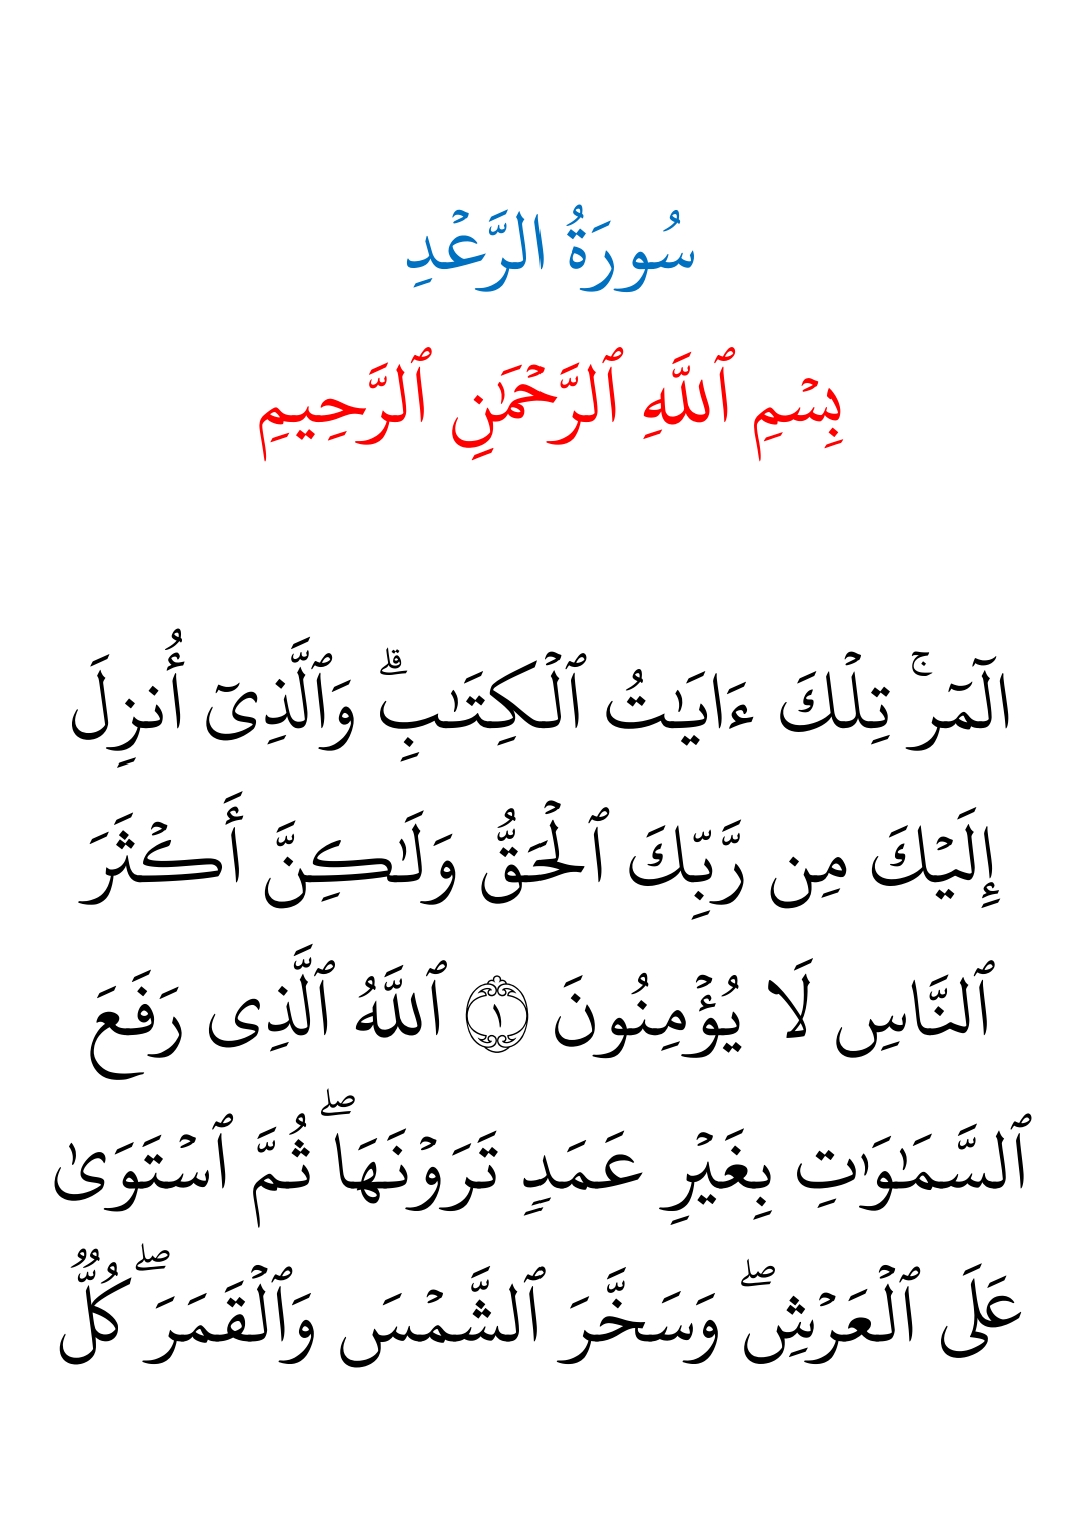 سُورَةُ الرَّعۡدِ
بِسۡمِ ٱللَّهِ ٱلرَّحۡمَٰنِ ٱلرَّحِيمِ
الٓمٓرۚ تِلۡكَ ءَايَٰتُ ٱلۡكِتَٰبِۗ وَٱلَّذِيٓ أُنزِلَ
إِلَيۡكَ مِن رَّبِّكَ ٱلۡحَقُّ وَلَٰكِنَّ أَكۡثَرَ
ٱلنَّاسِ لَا يُؤۡمِنُونَ ۝١ ٱللَّهُ ٱلَّذِي رَفَعَ
ٱلسَّمَٰوَٰتِ بِغَيۡرِ عَمَدٖ تَرَوۡنَهَاۖ ثُمَّ ٱسۡتَوَىٰ
عَلَى ٱلۡعَرۡشِۖ وَسَخَّرَ ٱلشَّمۡسَ وَٱلۡقَمَرَۖ كُلّٞ